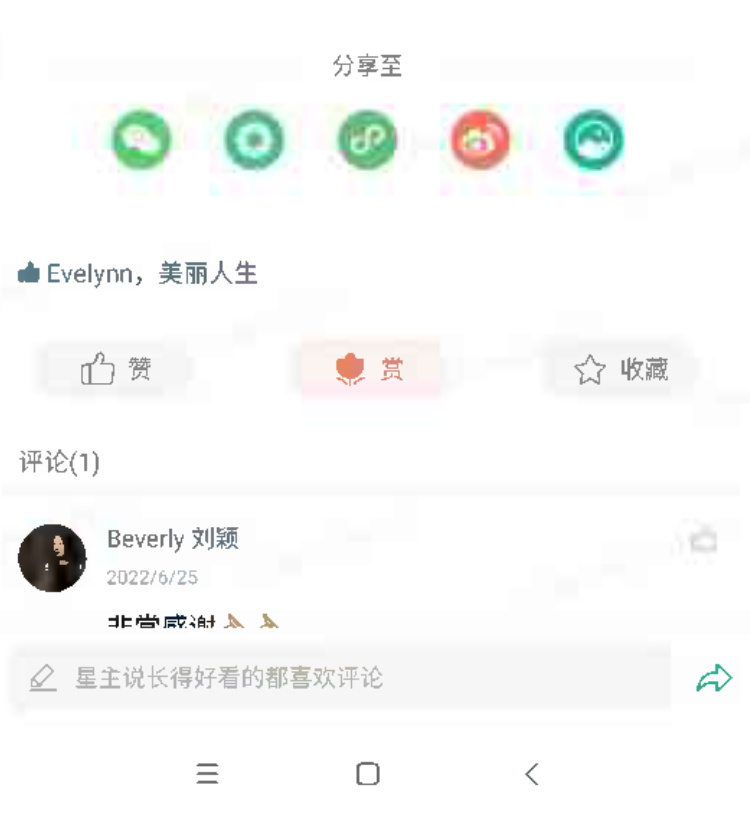 分享至
Evelynn，美丽人生
赞
赏
收藏
评论(1)
Beverly 刘颖
2022/6/25
非常感谢
星主说长得好看的都喜欢评论